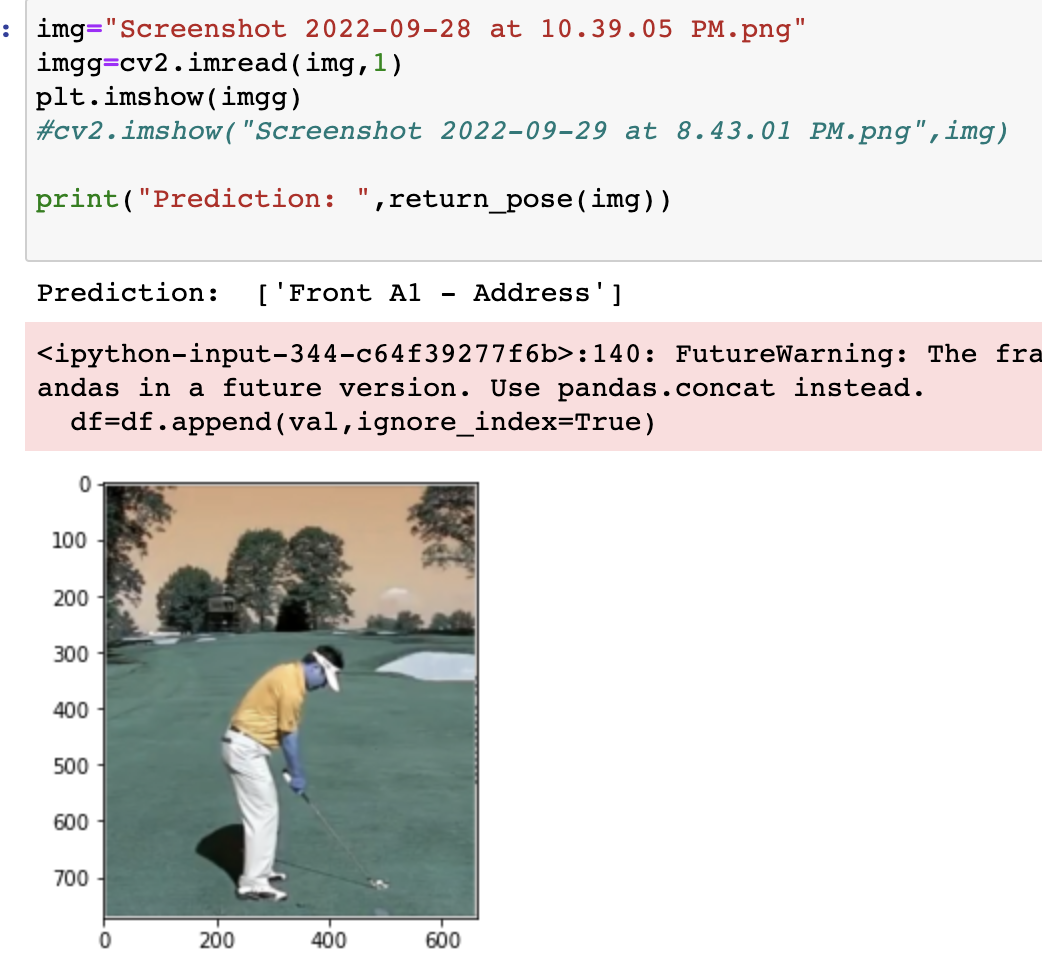 :
img="Screenshot 2022-09-28 at 10.39.05 PM.png"
imgg=cv2.imread(img,1)
plt.imshow(imgg)
#cv2.imshow("Screenshot 2022-09-29 at 8.43.01 PM.png",img)
print("Prediction: ",return_pose(img))
Prediction:  ['Front A1 - Address']
<ipython-input-344-c64f39277f6b>:140: FutureWarning: The fra
andas in a future version. Use pandas.concat instead.
  df=df.append(val,ignore_index=True)
0
100
200
300
400
500
600
700
0 200 400 600